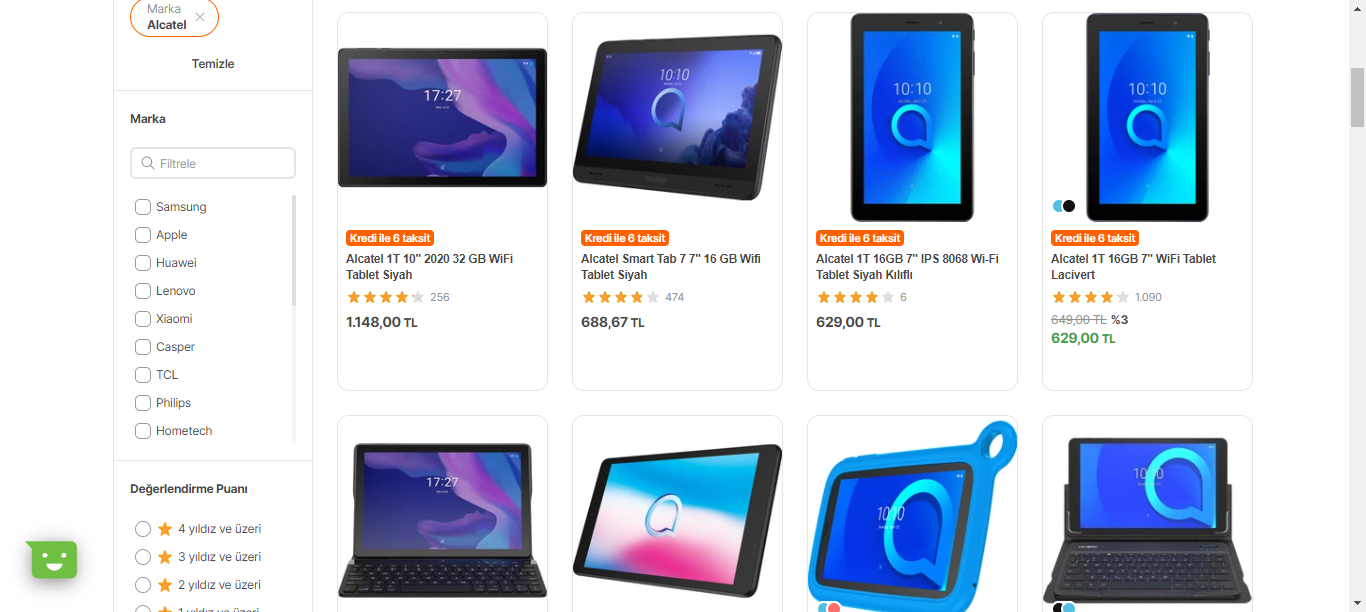 Marka
Alcatel
Temizle
Marka
Filtrele
Samsung
Apple
Huawei
Lenovo
Xiaomi
Casper
TCL
Philips
Hometech
Değerlendirme Puanı
4 yıldız ve üzeri
3 yıldız ve üzeri
2 yıldız ve üzeri
1 yıldız ve üzeri
17:27
Kredi ile 6 taksit
Alcatel 1T 10" 2020 32 GB WiFi
Tablet Siyah
256
1.148,00 TL
10:10
Kredi ile 6 taksit
Alcatel Smart Tab 7 7" 16 GB Wifi
Tablet Siyah
474
688,67 TL
10:10
Kredi ile 6 taksit
Alcatel 1T 16GB 7" IPS 8068 Wi-Fi
Tablet Siyah Kılıflı
6
629,00 TL
10:10
Kredi ile 6 taksit
Alcatel 1T 16GB 7" WiFi Tablet
Lacivert
1.090
649,00 TL %3
629,00 TL
17:27
10:10
10:10